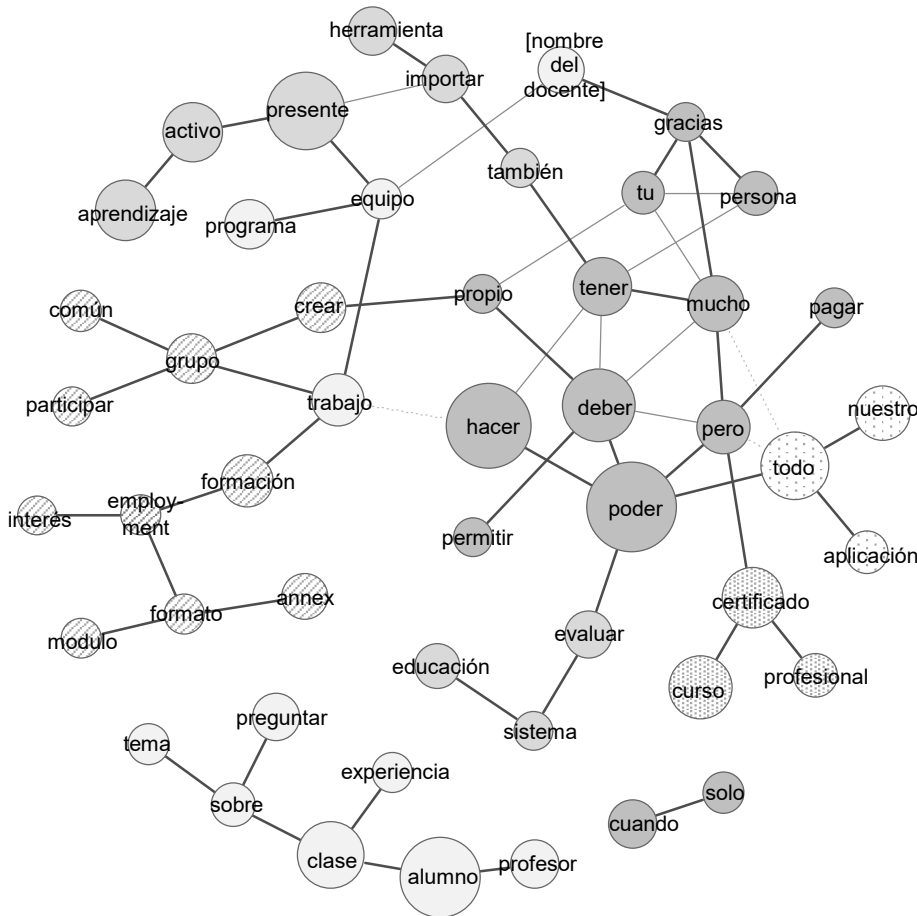 herramienta
[nombre
del
docente]
importar
presente
activo
gracias
también
tu
persona
equipo
aprendizaje
programa
tener
propio
mucho
crear
común
pagar
grupo
participar
trabajo
deber
nuestro
hacer
pero
todo
formación
employ-
ment
interés
poder
permitir
aplicación
annex
certificado
formato
modulo
evaluar
educación
profesional
curso
preguntar
sistema
tema
experiencia
solo
sobre
cuando
clase
profesor
alumno